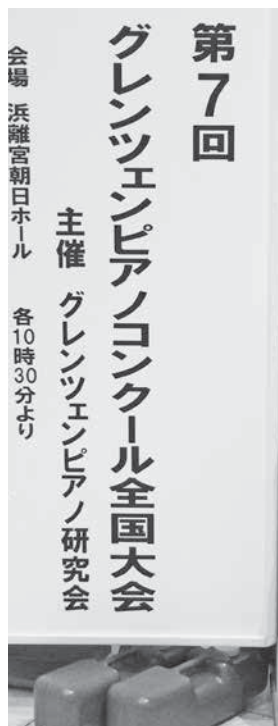 第7回
グレンツェンピアノコンクール全国大会
主催 グレンツェンピアノ研究会
会場 浜離宮朝日ホール 各10時30分より